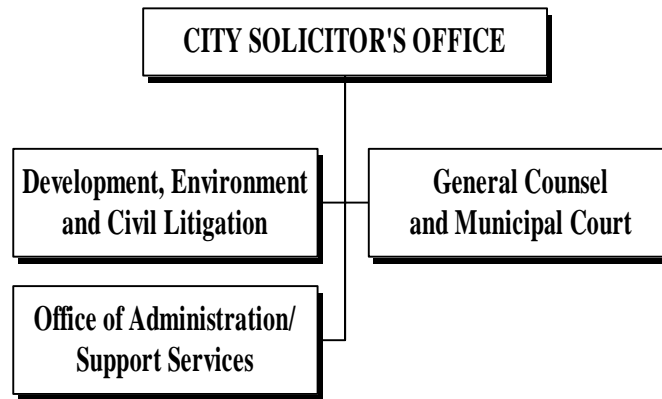 CITY SOLICITOR'S OFFICE
Development, Environment
and Civil Litigation
General Counsel
and Municipal Court
Office of Administration/
Support Services